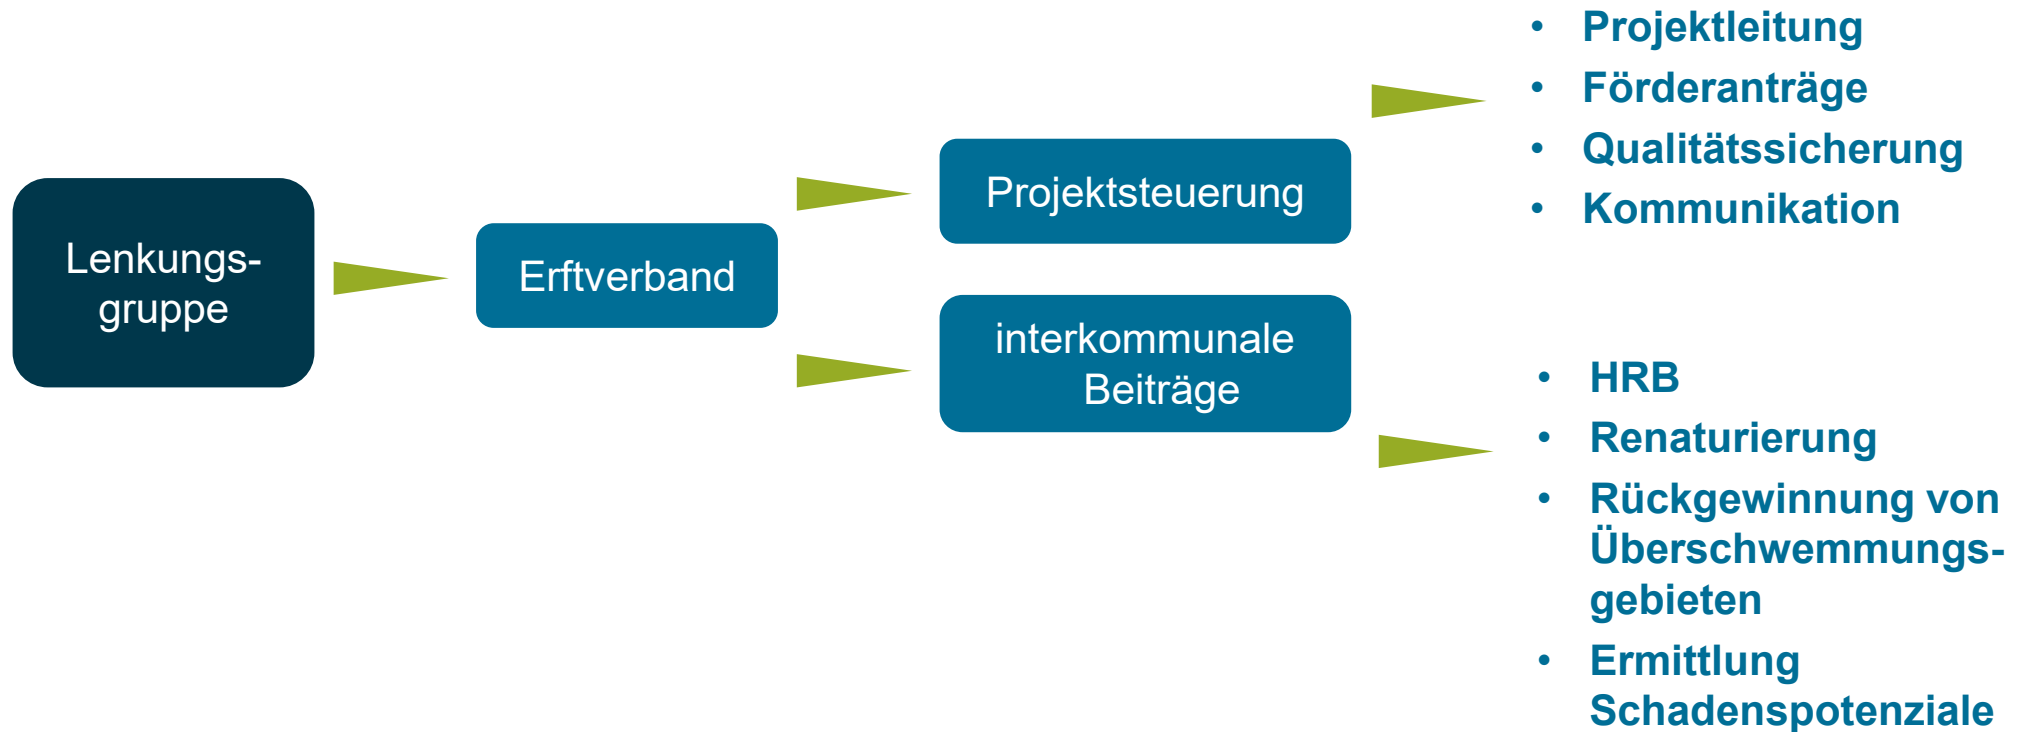 Lenkungs-
gruppe
Erftverband
Projektsteuerung
interkommunale
Beiträge
• Projektleitung
• Förderanträge
• Qualitätssicherung
• Kommunikation
• HRB
• Renaturierung
• Rückgewinnung von
Überschwemmungs-
gebieten
• Ermittlung
Schadenspotenziale